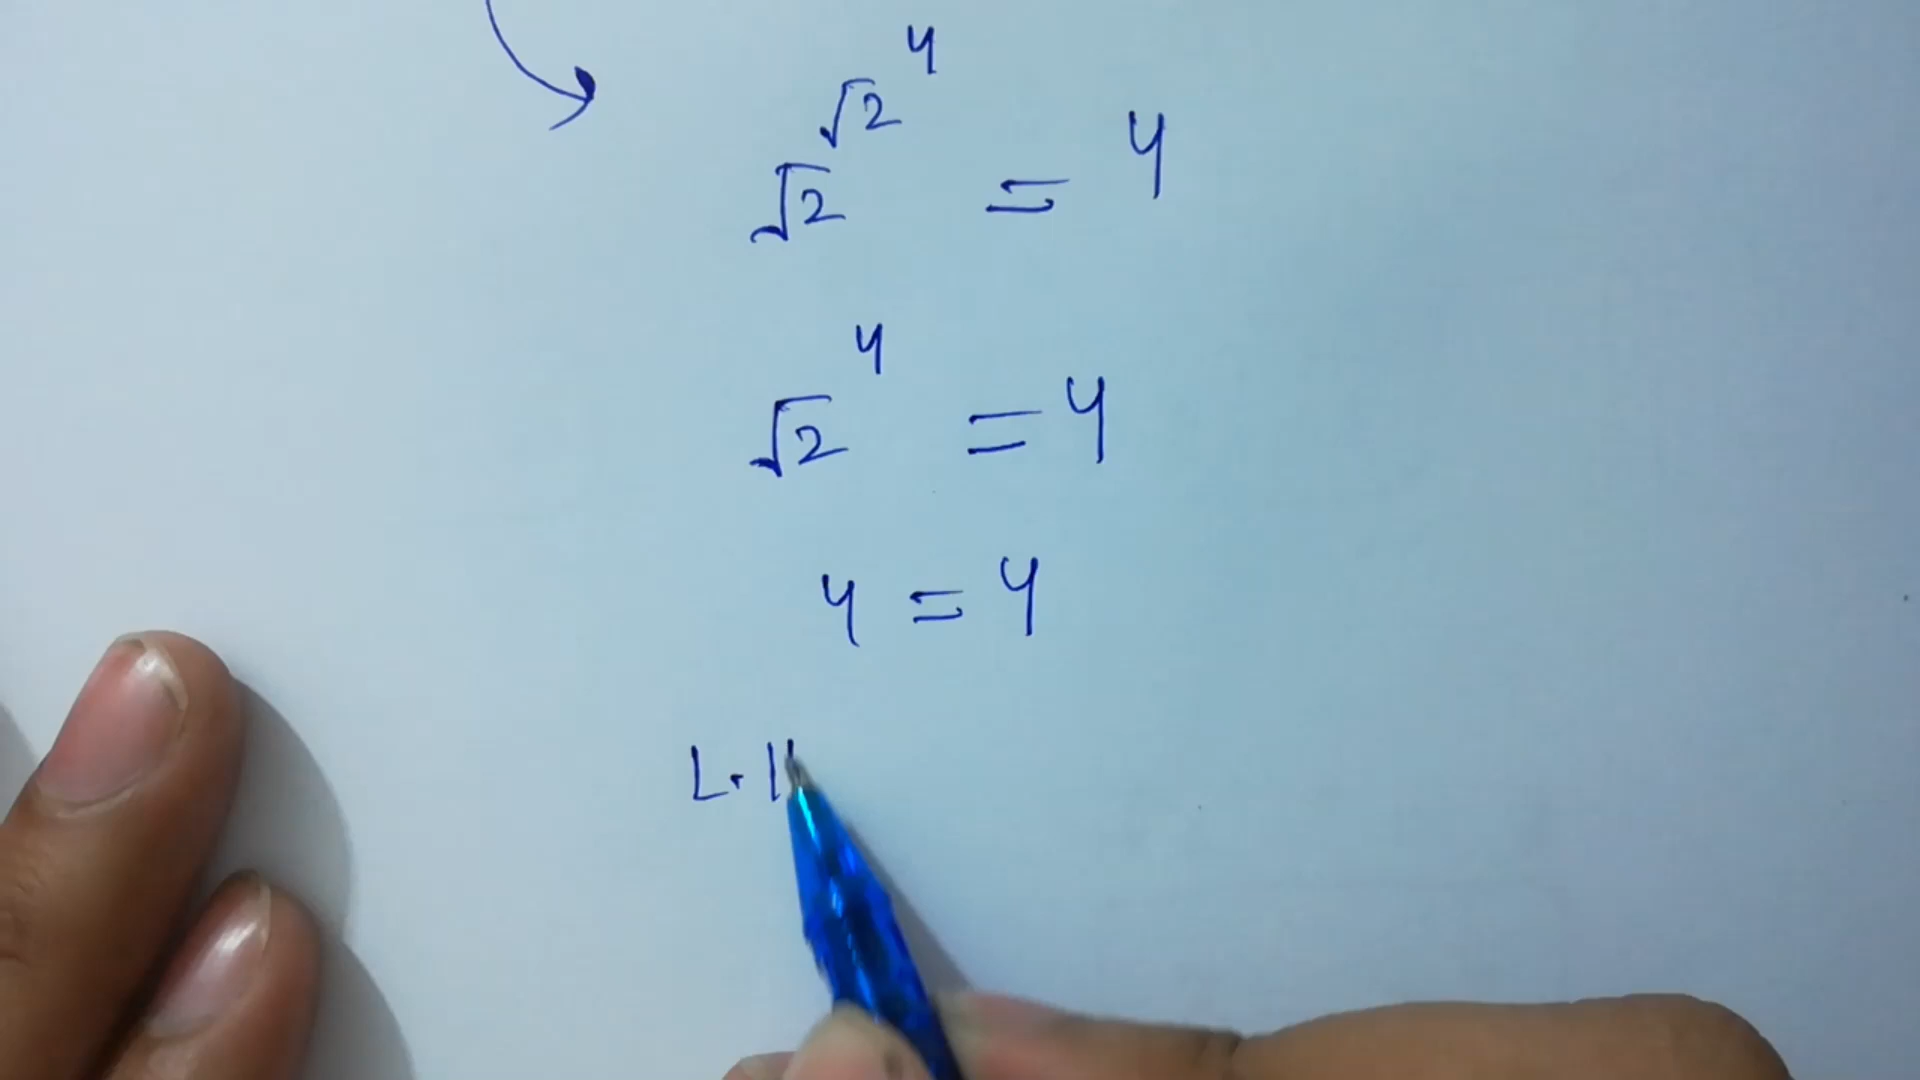 √2^√2^4 = 4
√2^4 = 4
4 = 4
L.H